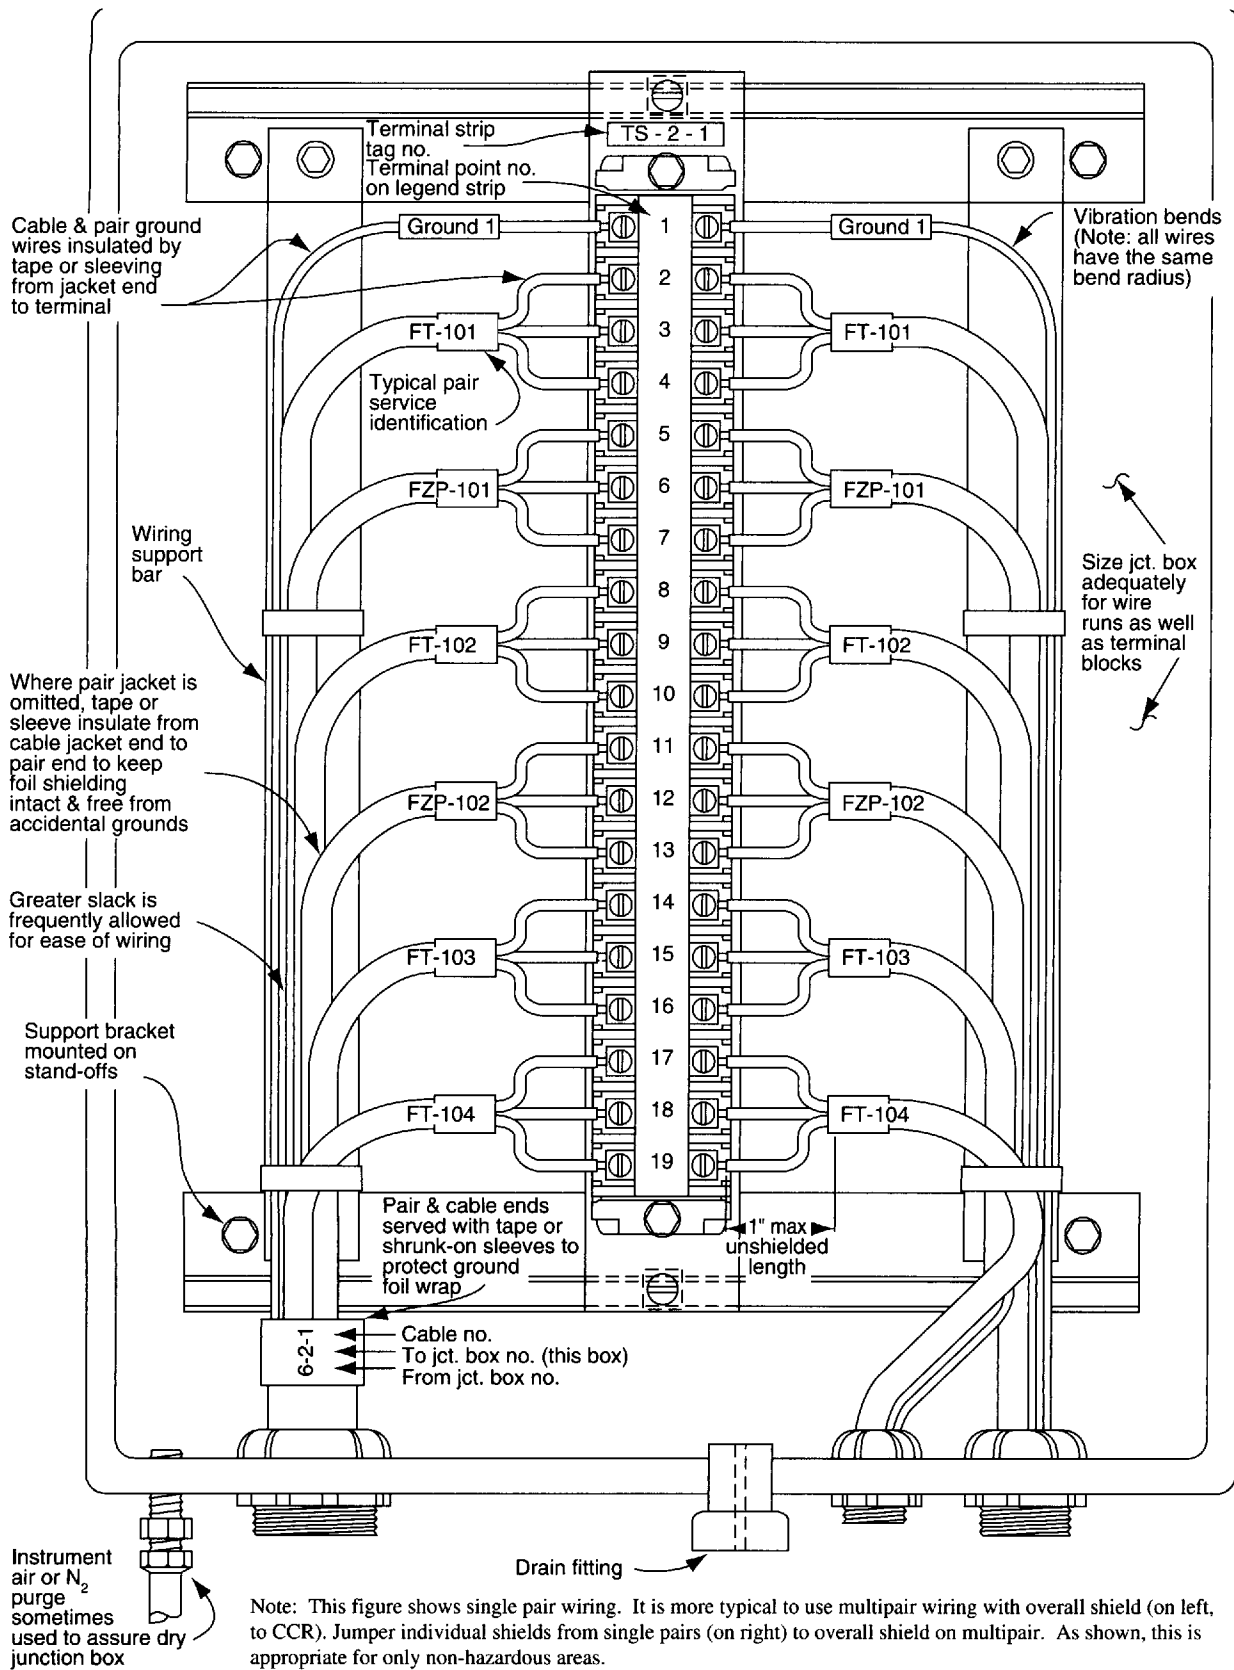 TS - 2 - 1
Terminal strip
tag no.
Terminal point no.
on legend strip
Cable & pair ground
wires insulated by
tape or sleeving
from jacket end
to terminal
Ground 1
Ground 1
Vibration bends
(Note: all wires
have the same
bend radius)
1
2
3
4
5
6
7
8
9
10
11
12
13
14
15
16
17
18
19
FT-101
FT-101
Typical pair
service
identification
FZP-101
FZP-101
Wiring
support
bar
Size jct. box
adequately
for wire
runs as well
as terminal
blocks
FT-102
FT-102
Where pair jacket is
omitted, tape or
sleeve insulate from
cable jacket end to
pair end to keep
foil shielding
intact & free from
accidental grounds
FZP-102
FZP-102
Greater slack is
frequently allowed
for ease of wiring
FT-103
FT-103
Support bracket
mounted on
stand-offs
FT-104
FT-104
Pair & cable ends
served with tape or
shrunk-on sleeves to
protect ground
foil wrap
1" max
unshielded
length
6-2-1
Cable no.
To jct. box no. (this box)
From jct. box no.
Drain fitting
Instrument
air or N2
purge
sometimes
used to assure dry
junction box
Note: This figure shows single pair wiring. It is more typical to use multipair wiring with overall shield (on left,
to CCR). Jumper individual shields from single pairs (on right) to overall shield on multipair. As shown, this is
appropriate for only non-hazardous areas.